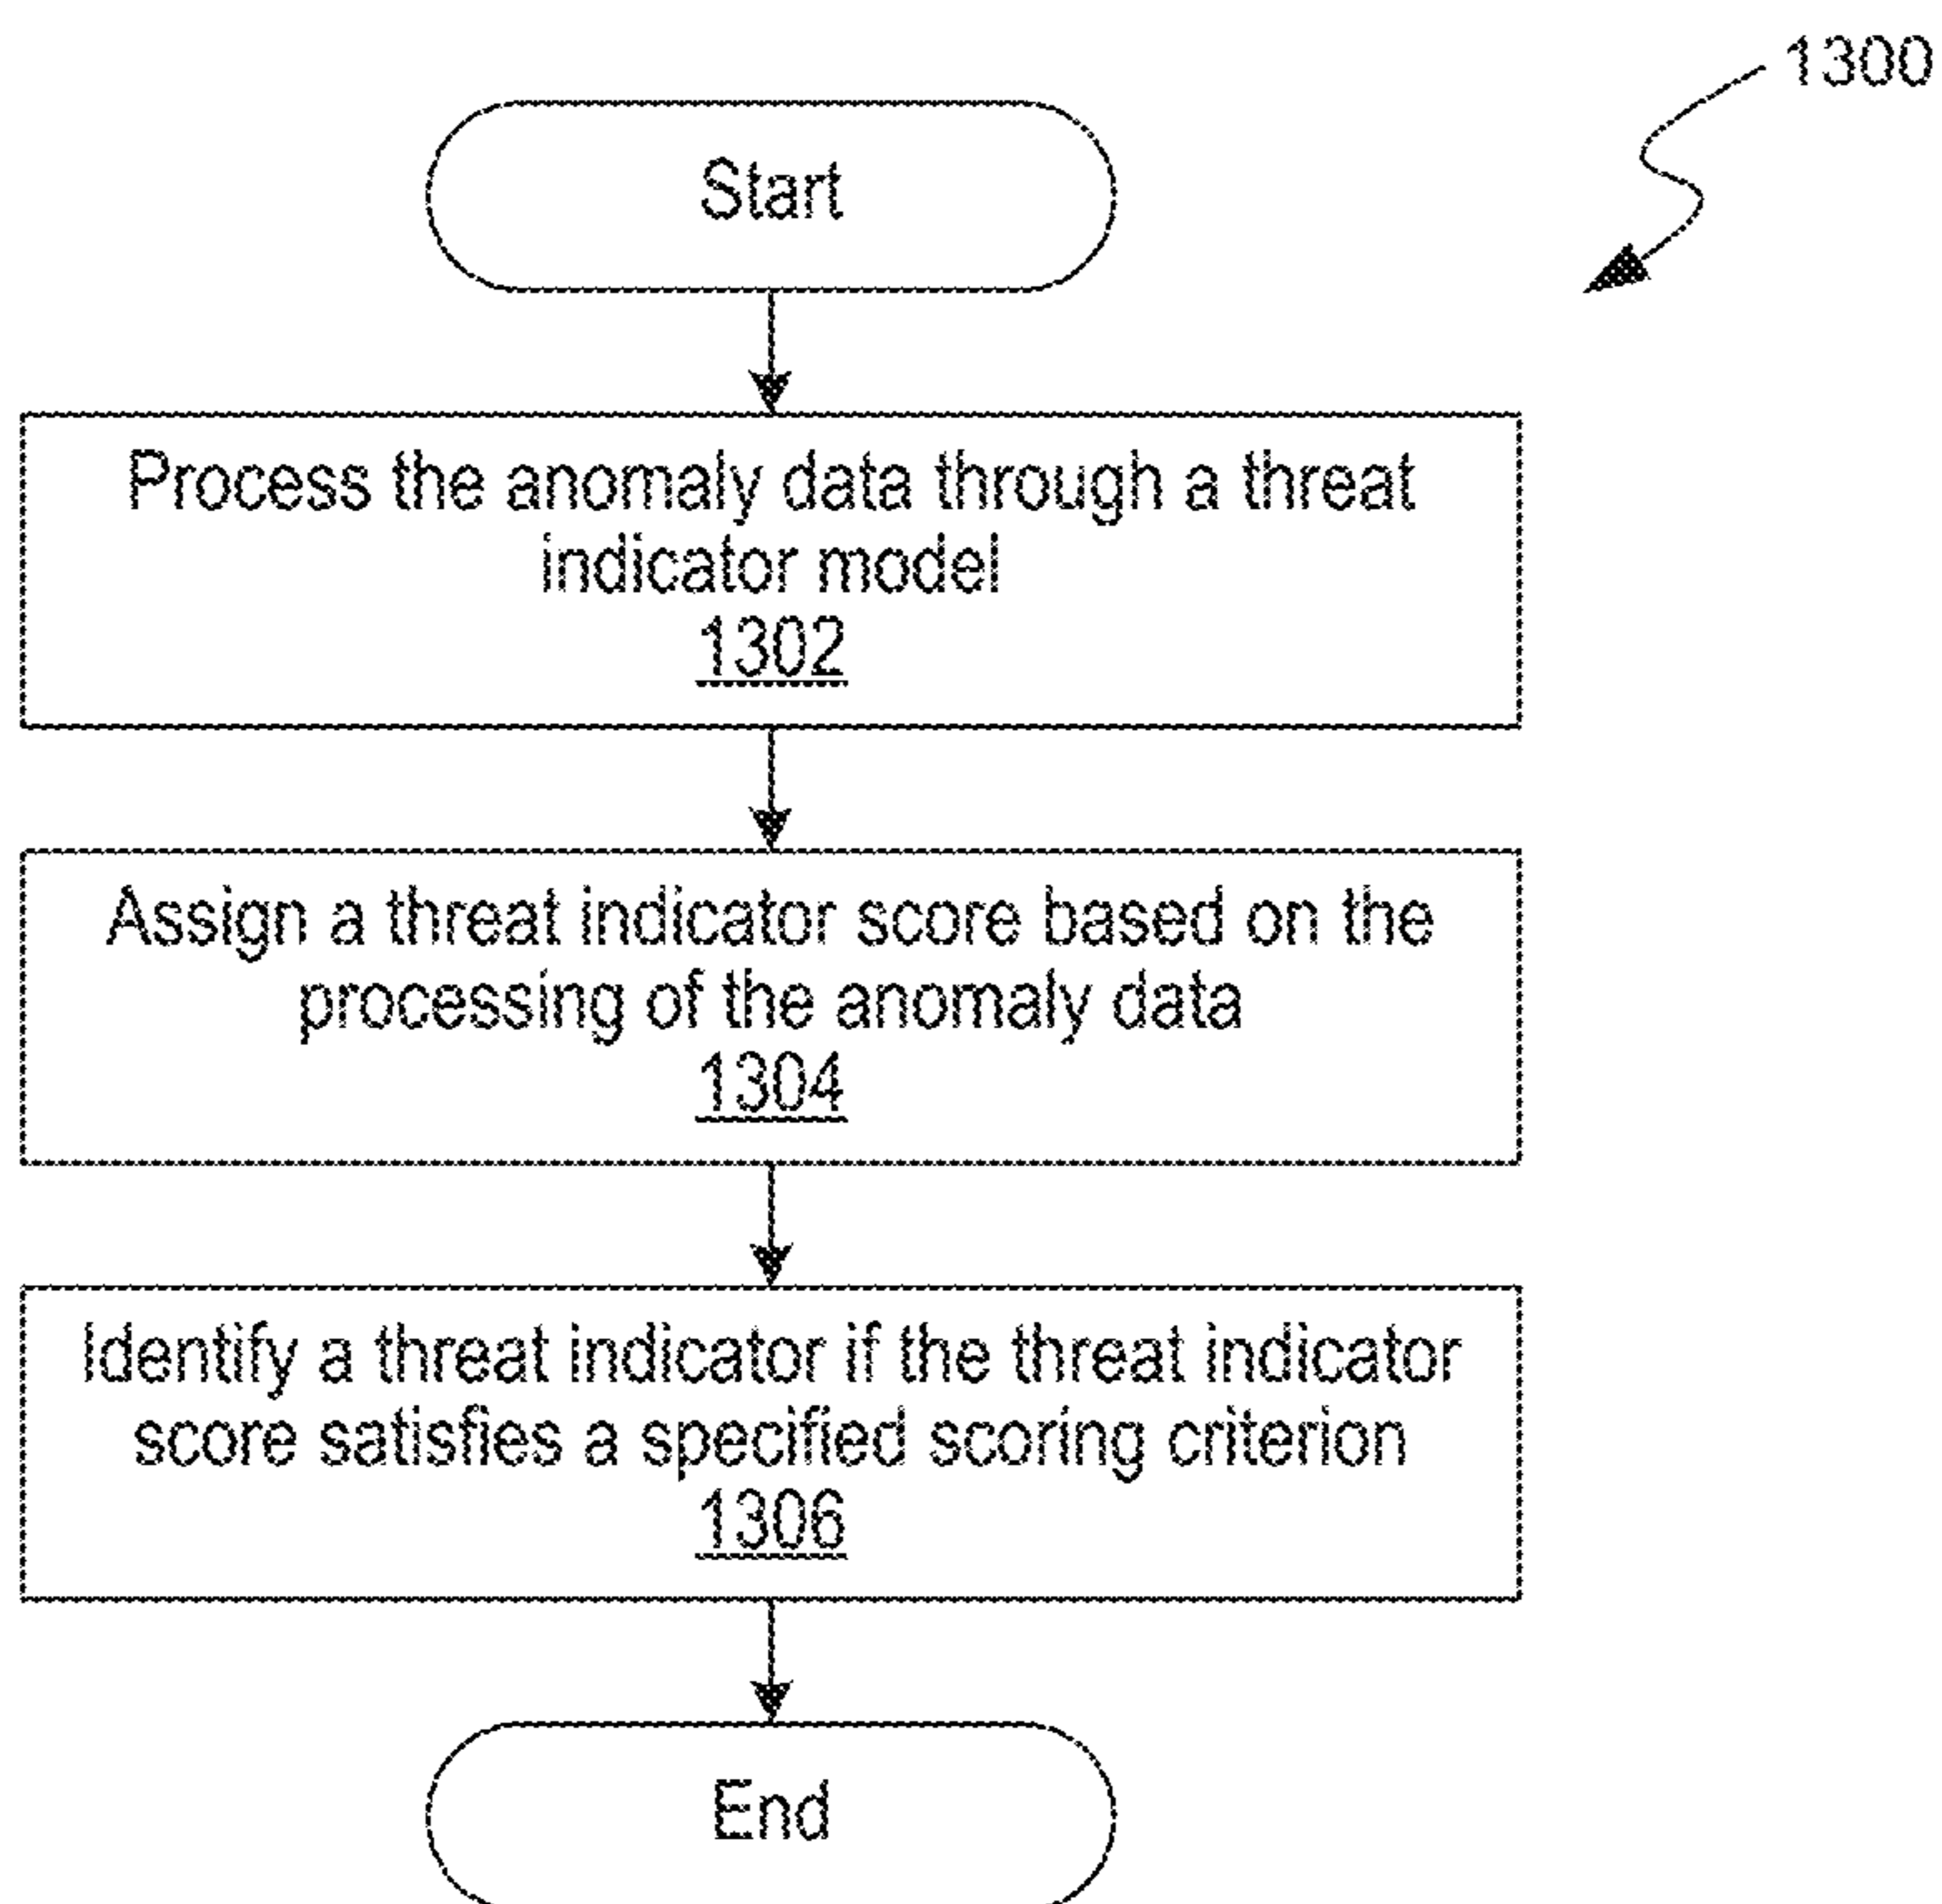 1300
Start
Process the anomaly data through a threat
indicator model
1302
Assign a threat indicator score based on the
processing of the anomaly data
1304
Identify a threat indicator if the threat indicator
score satisfies a specified scoring criterion
1306
End